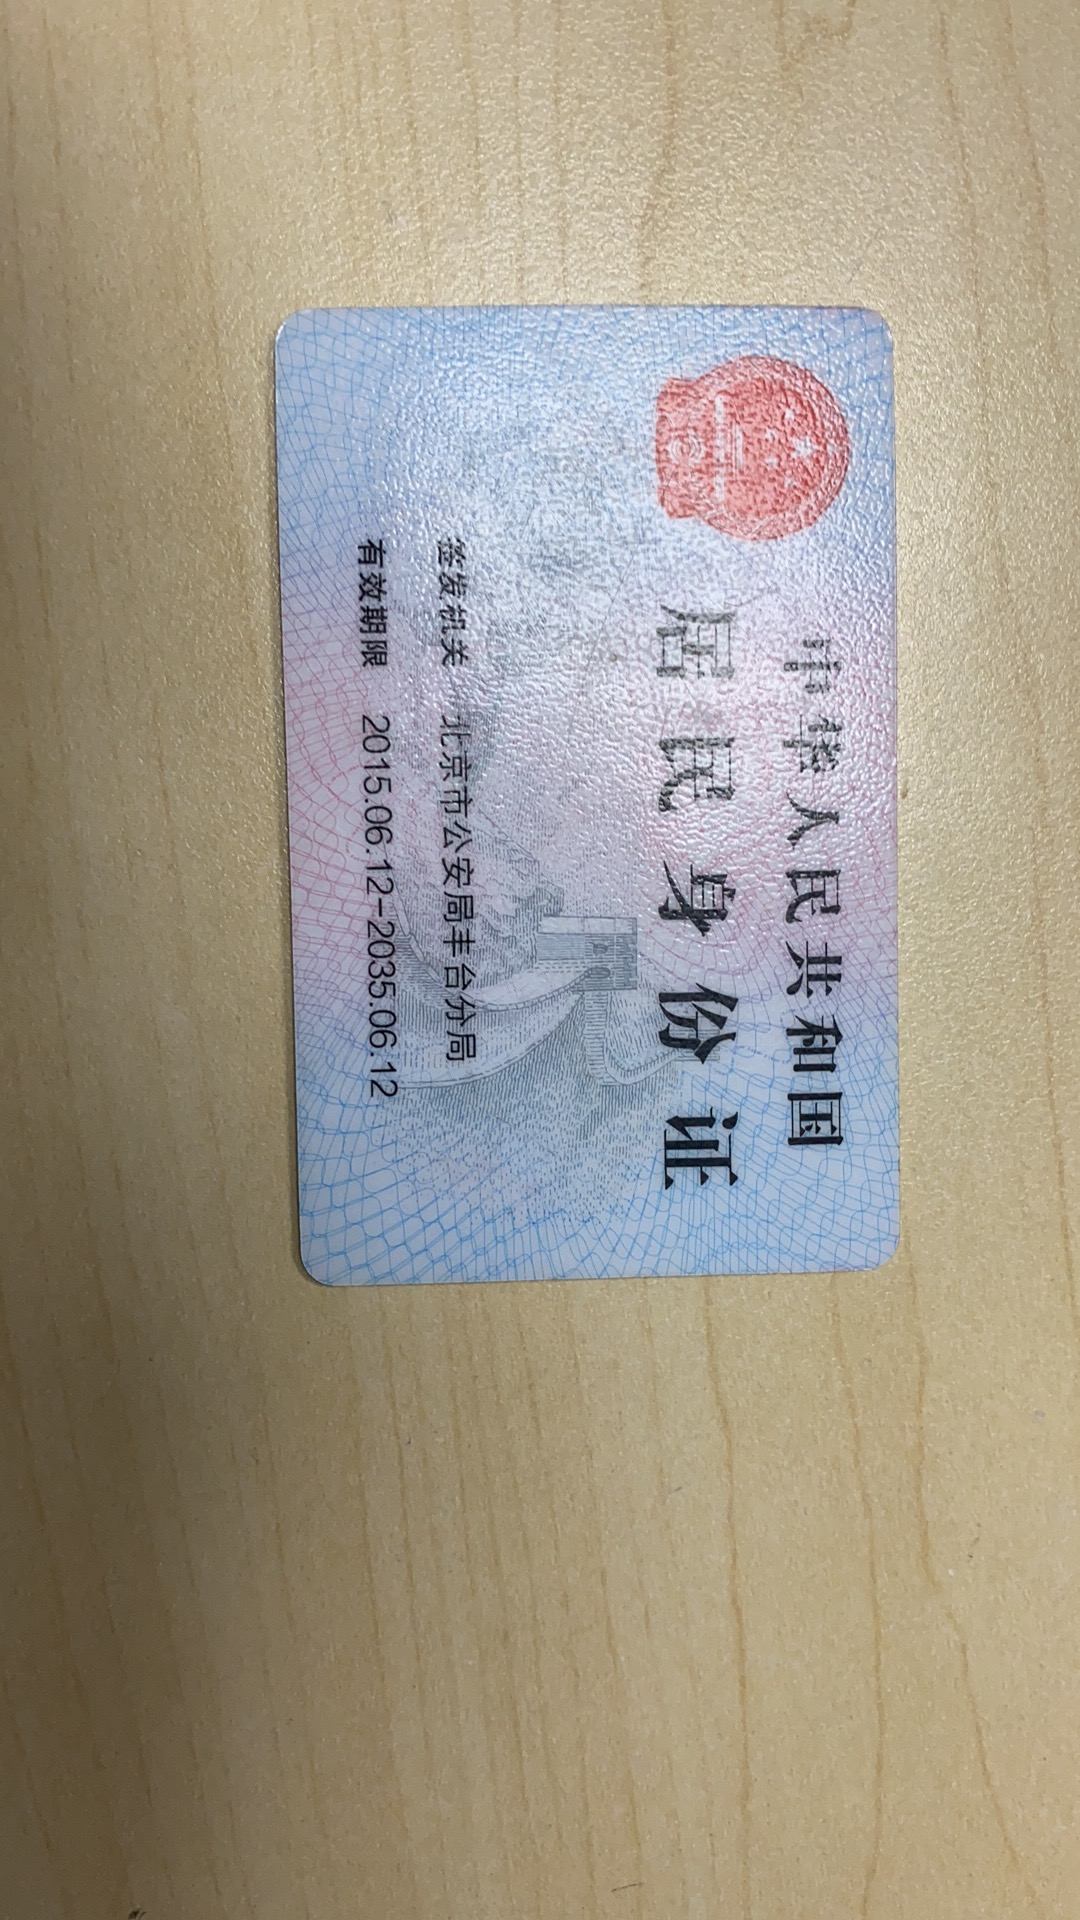 中华人民共和国
居民身份证
签发机关 北京市公安局丰台分局
有效期限 2015.06.12-2035.06.12